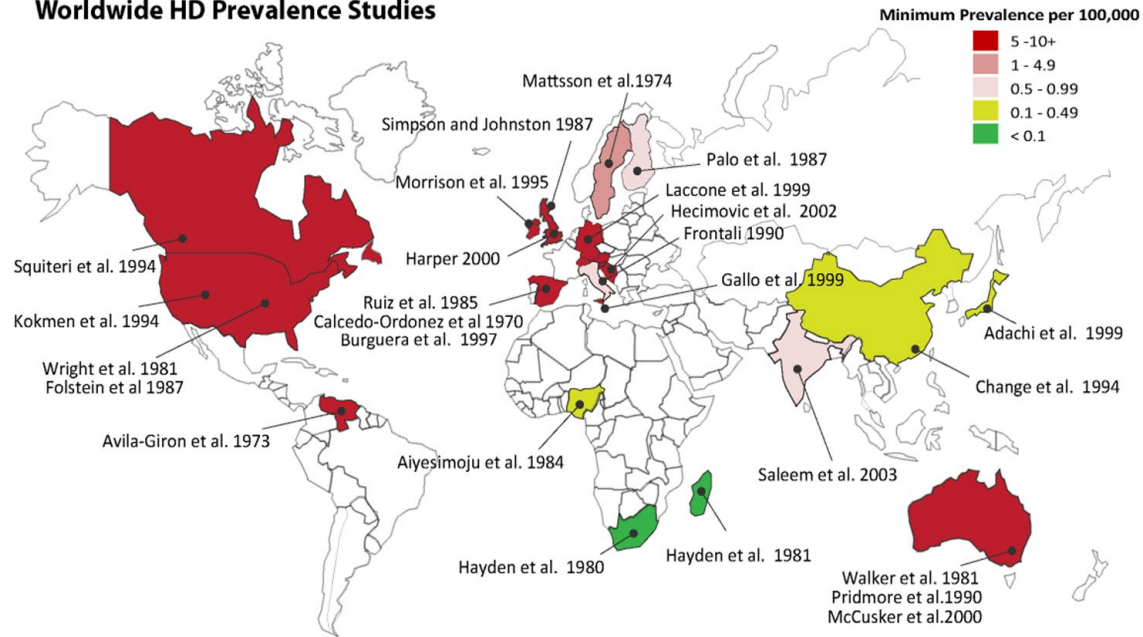 Worldwide HD Prevalence Studies
Minimum Prevalence per 100,000
5 -10+
1 - 4.9
0.5 - 0.99
0.1 - 0.49
< 0.1
Mattsson et al.1974
Simpson and Johnston 1987
Morrison et al. 1995
Palo et al. 1987
Laccone et al. 1999
Hecimovic et al. 2002
Frontali 1990
Harper 2000
Squiteri et al. 1994
Gallo et al. 1999
Ruiz et al. 1985
Calcedo-Ordonez et al 1970
Burguera et al. 1997
Kokmen et al. 1994
Adachi et al. 1999
Wright et al. 1981
Folstein et al 1987
Change et al. 1994
Avila-Giron et al. 1973
Aiyesimoju et al. 1984
Saleem et al. 2003
Hayden et al. 1980
Hayden et al. 1981
Walker et al. 1981
Pridmore et al.1990
McCusker et al.2000